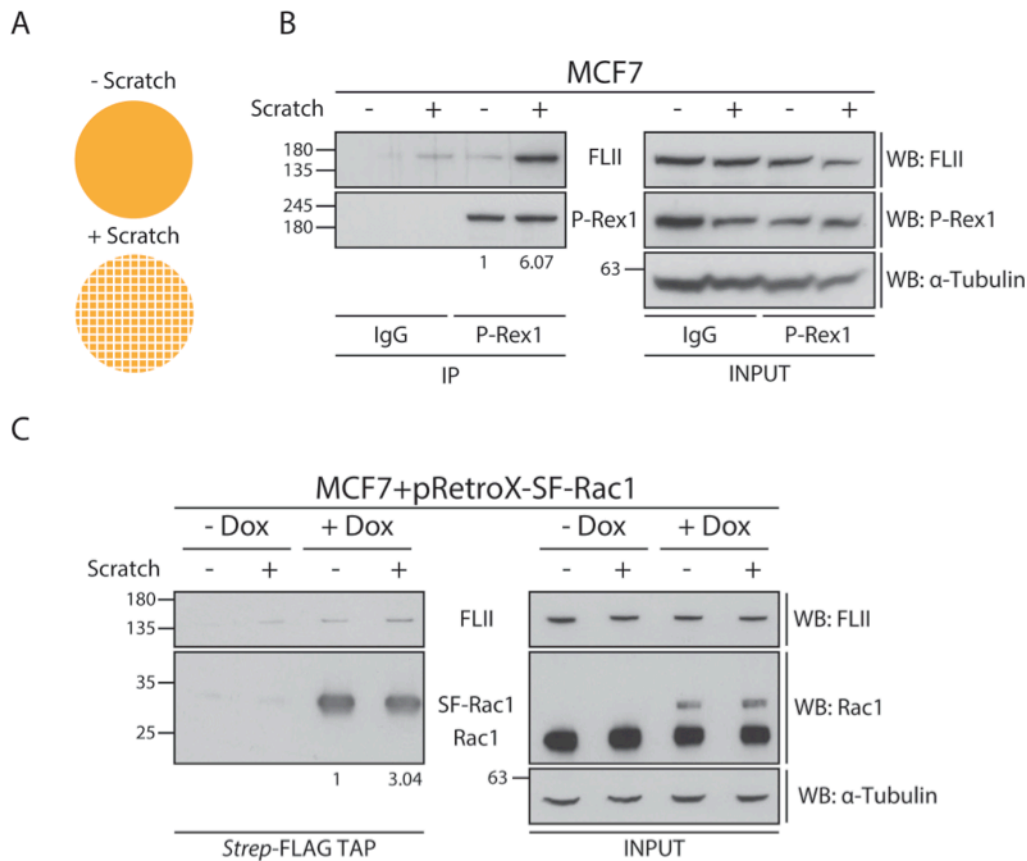 A
- Scratch
+ Scratch
B
MCF7
Scratch - + - + - + - +
180
135
FLII
WB: FLII
245
180
P-Rex1
WB: P-Rex1
1 6.07
63
WB: α-Tubulin
IgG P-Rex1 IgG P-Rex1
IP INPUT
C
MCF7+pRetroX-SF-Rac1
- Dox + Dox - Dox + Dox
Scratch - + - + - + - +
180
135
FLII
WB: FLII
35
25
SF-Rac1
Rac1
WB: Rac1
1 3.04
63
WB: α-Tubulin
Strep-FLAG TAP INPUT